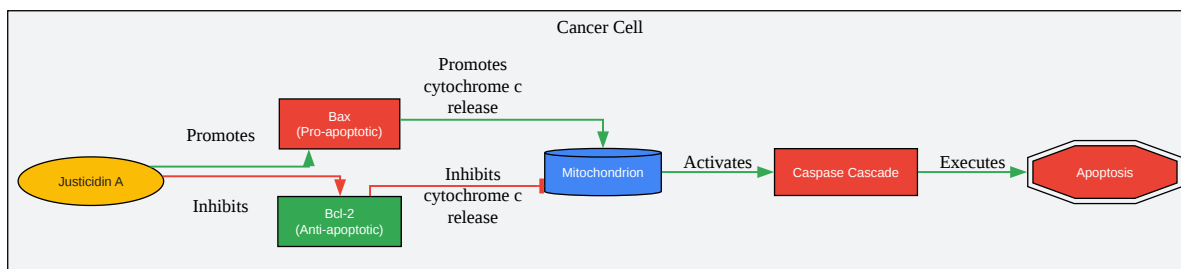 Cancer Cell
Promotes
cytochrome c
release
Bax
(Pro-apoptotic)
Promotes
Justicidin A
Inhibits
Bcl-2
(Anti-apoptotic)
Inhibits
cytochrome c
release
Mitochondrion
Activates
Caspase Cascade
Executes
Apoptosis